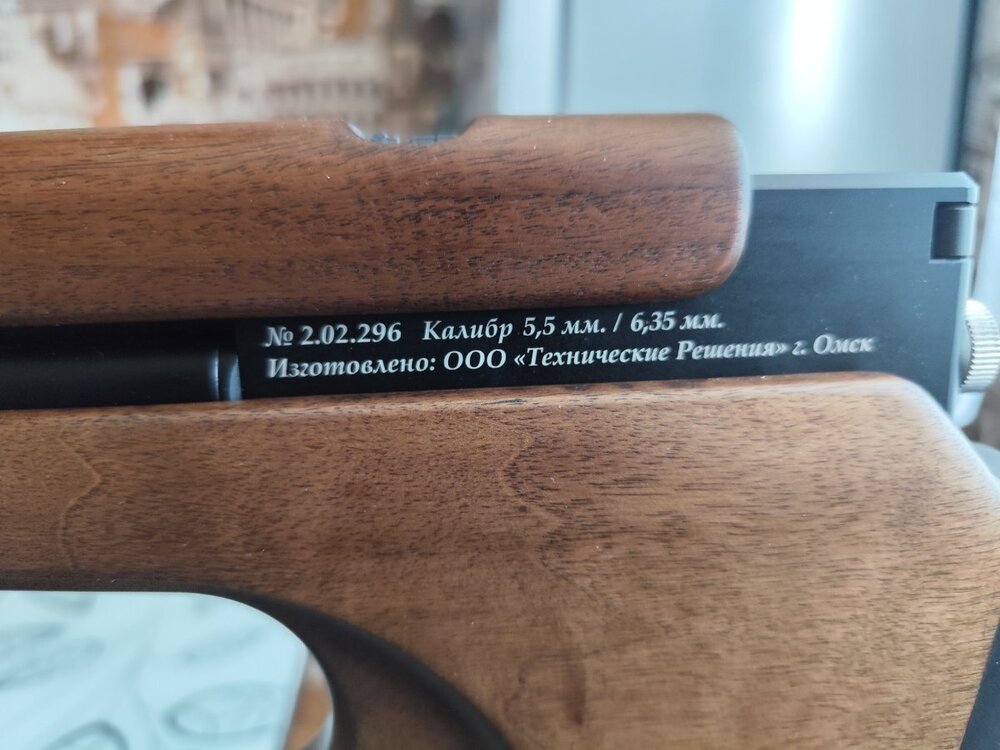 № 2.02.296 Калибр 5,5 мм. / 6,35 мм.
Изготовлено: ООО «Технические Решения» г. Омск